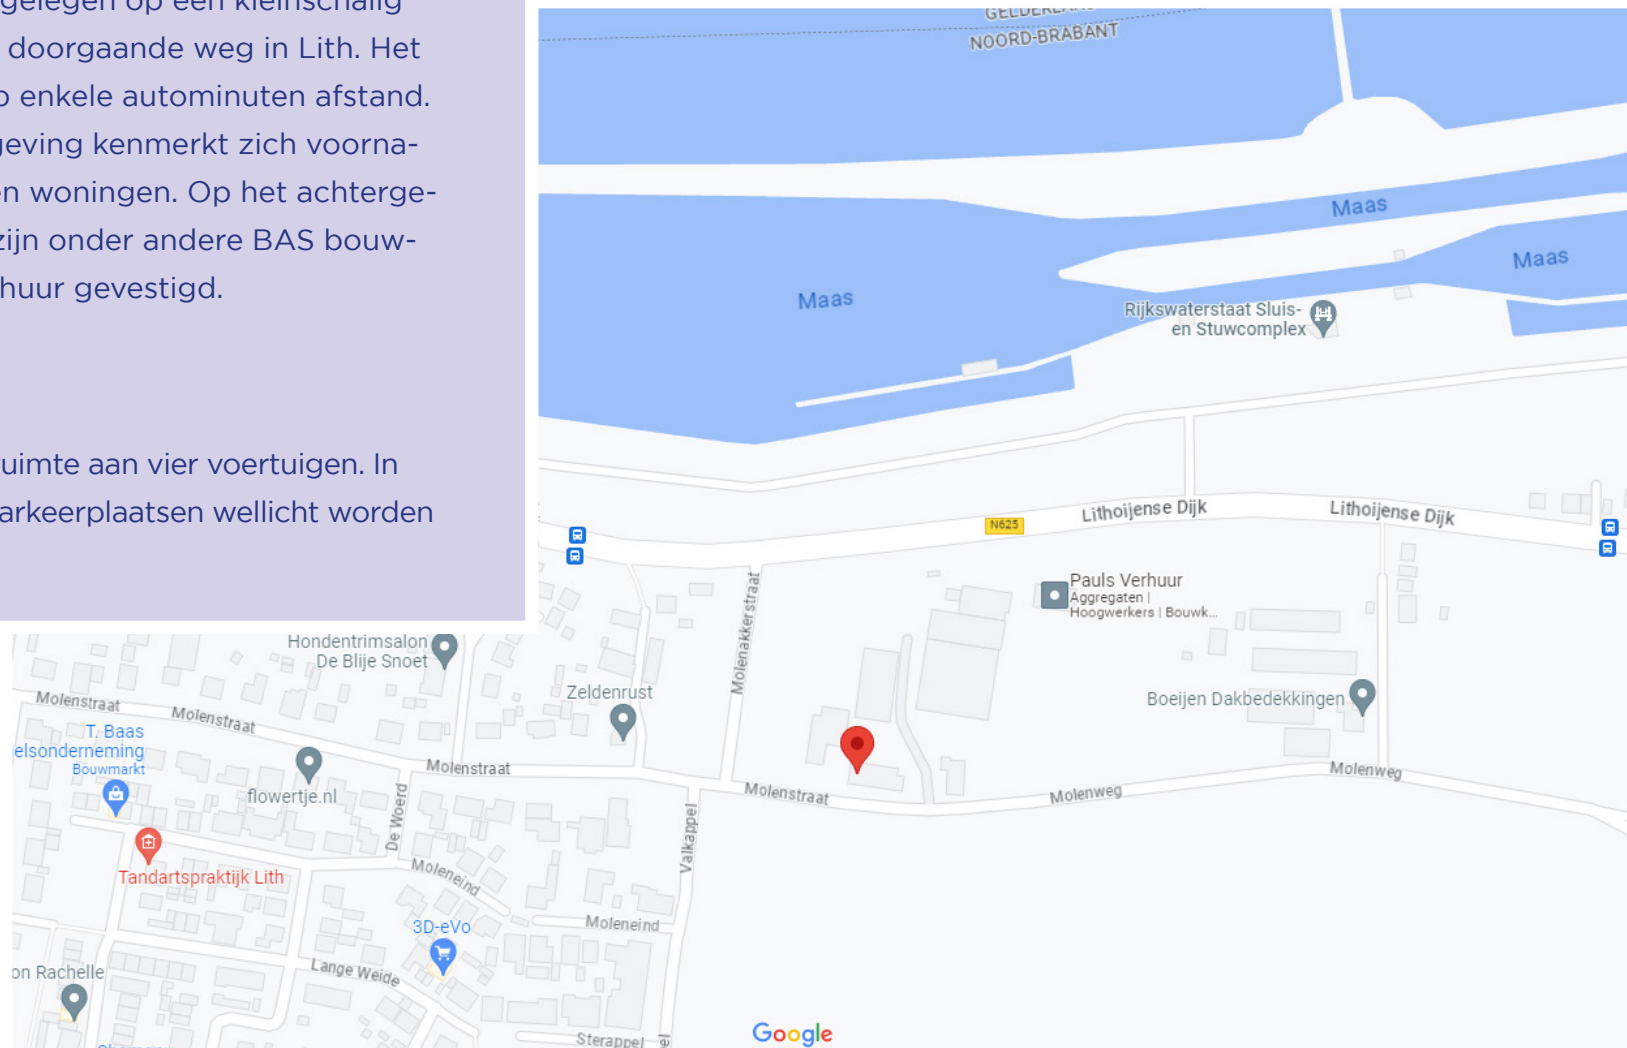 gelegen op een kleinschalig
doorgaande weg in Lith. Het
enkele autominuten afstand.
geving kenmerkt zich voorna-
en woningen. Op het achterge-
zijn onder andere BAS bouw-
huur gevestigd.
uimte aan vier voertuigen. In
arkeerplaatsen wellicht worden
GELDERLAND
NOORD-BRABANT
Maas
Maas
Maas
Rijkswaterstaat Sluis-
en Stuwcomplex
N625
Lithoijense Dijk
Lithoijense Dijk
Pauls Verhuur
Aggregaten |
Hoogwerkers | Bouwk...
Molenakkerstraat
Hondentrimsalon
De Blije Snoet
Zeldenrust
Boeijen Dakbedekkingen
Molenstraat
Molenstraat
T. Baas
elsonderneming
Bouwmarkt
flowertje.nl
Molenstraat
Molenstraat
Molenweg
Molenweg
De Woerd
Valkappel
Tandartspraktijk Lith
Moleneind
Moleneind
3D-eVo
Lange Weide
on Rachelle
Sterappel
Google